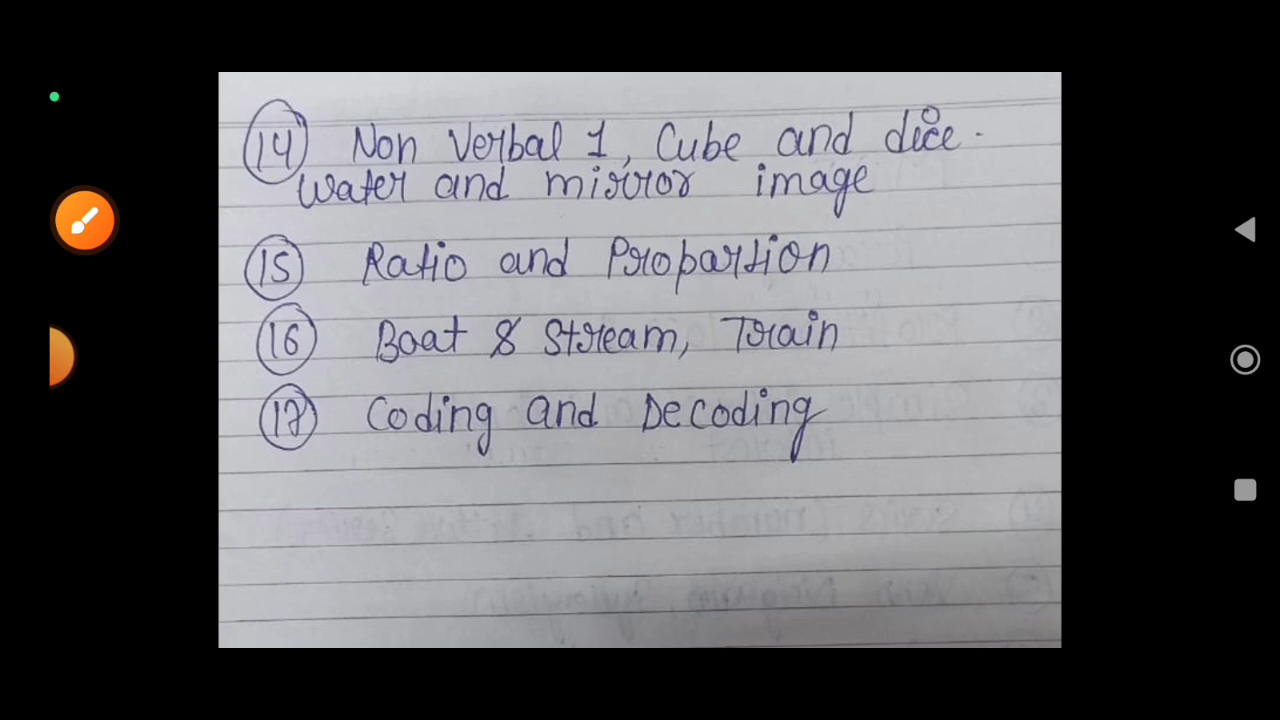 14 Non Verbal 1, Cube and dice.
Water and mirror image
15 Ratio and Propartion
16 Boat & Stream, Train
17 Coding and Decoding